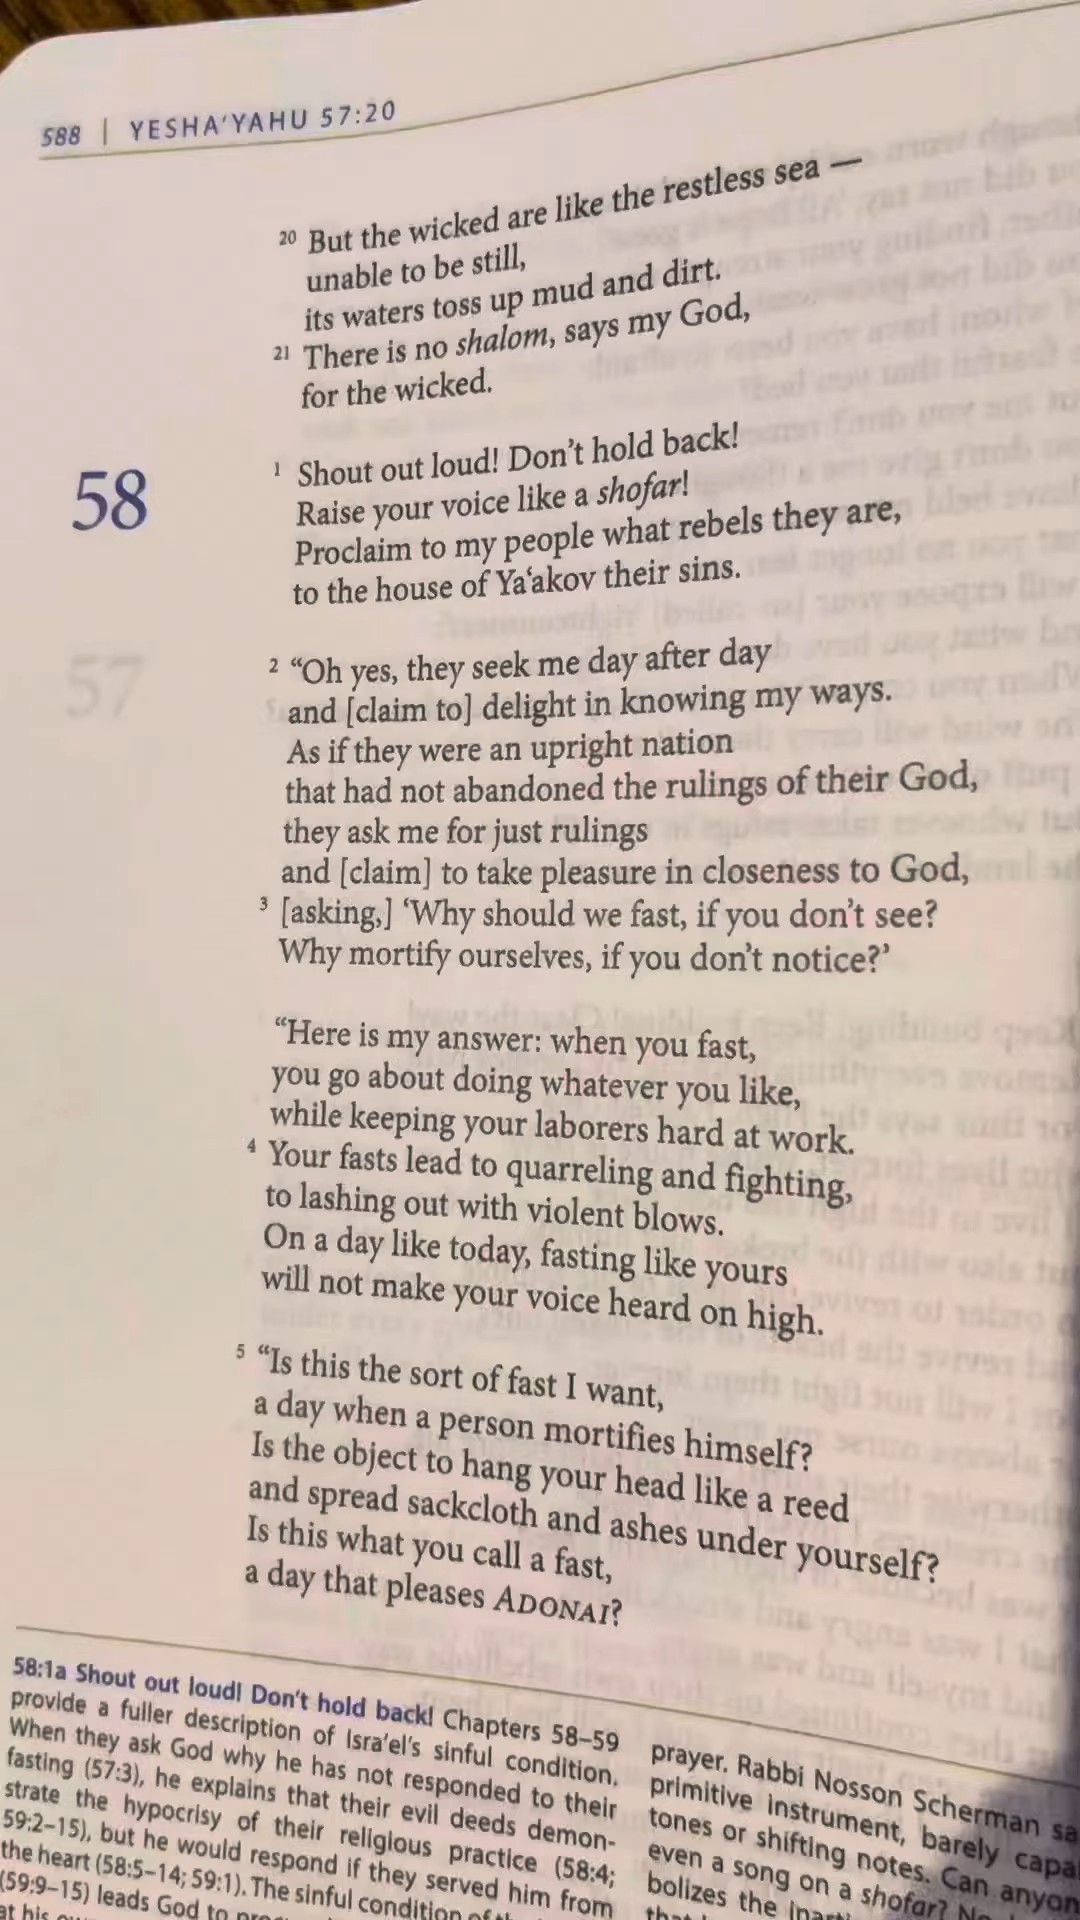 588 | YESHA'YAHU 57:20
20 But the wicked are like the restless sea —
unable to be still,
its waters toss up mud and dirt.
21 There is no shalom, says my God,
for the wicked.
58
1 Shout out loud! Don't hold back!
Raise your voice like a shofar!
Proclaim to my people what rebels they are,
to the house of Ya‘akov their sins.
57
2 “Oh yes, they seek me day after day
and [claim to] delight in knowing my ways.
As if they were an upright nation
that had not abandoned the rulings of their God,
they ask me for just rulings
and [claim] to take pleasure in closeness to God,
3 [asking,] ‘Why should we fast, if you don’t see?
Why mortify ourselves, if you don’t notice?’
“Here is my answer: when you fast,
you go about doing whatever you like,
while keeping your laborers hard at work.
4 Your fasts lead to quarreling and fighting,
to lashing out with violent blows.
On a day like today, fasting like yours
will not make your voice heard on high.
5 “Is this the sort of fast I want,
a day when a person mortifies himself?
Is the object to hang your head like a reed
and spread sackcloth and ashes under yourself?
Is this what you call a fast,
a day that pleases ADONAI?
58:1a Shout out loud! Don't hold back! Chapters 58–59
provide a fuller description of Isra'el's sinful condition.
When they ask God why he has not responded to their
fasting (57:3), he explains that their evil deeds demon-
strate the hypocrisy of their religious practice (58:4;
59:2–15), but he would respond if they served him from
the heart (58:5–14; 59:1). The sinful condition of
(59:9–15) leads God to
at his
prayer. Rabbi Nosson Scherman
primitive instrument, barely
tones or shifting notes. Can
even a song on a shofar?
bolizes the